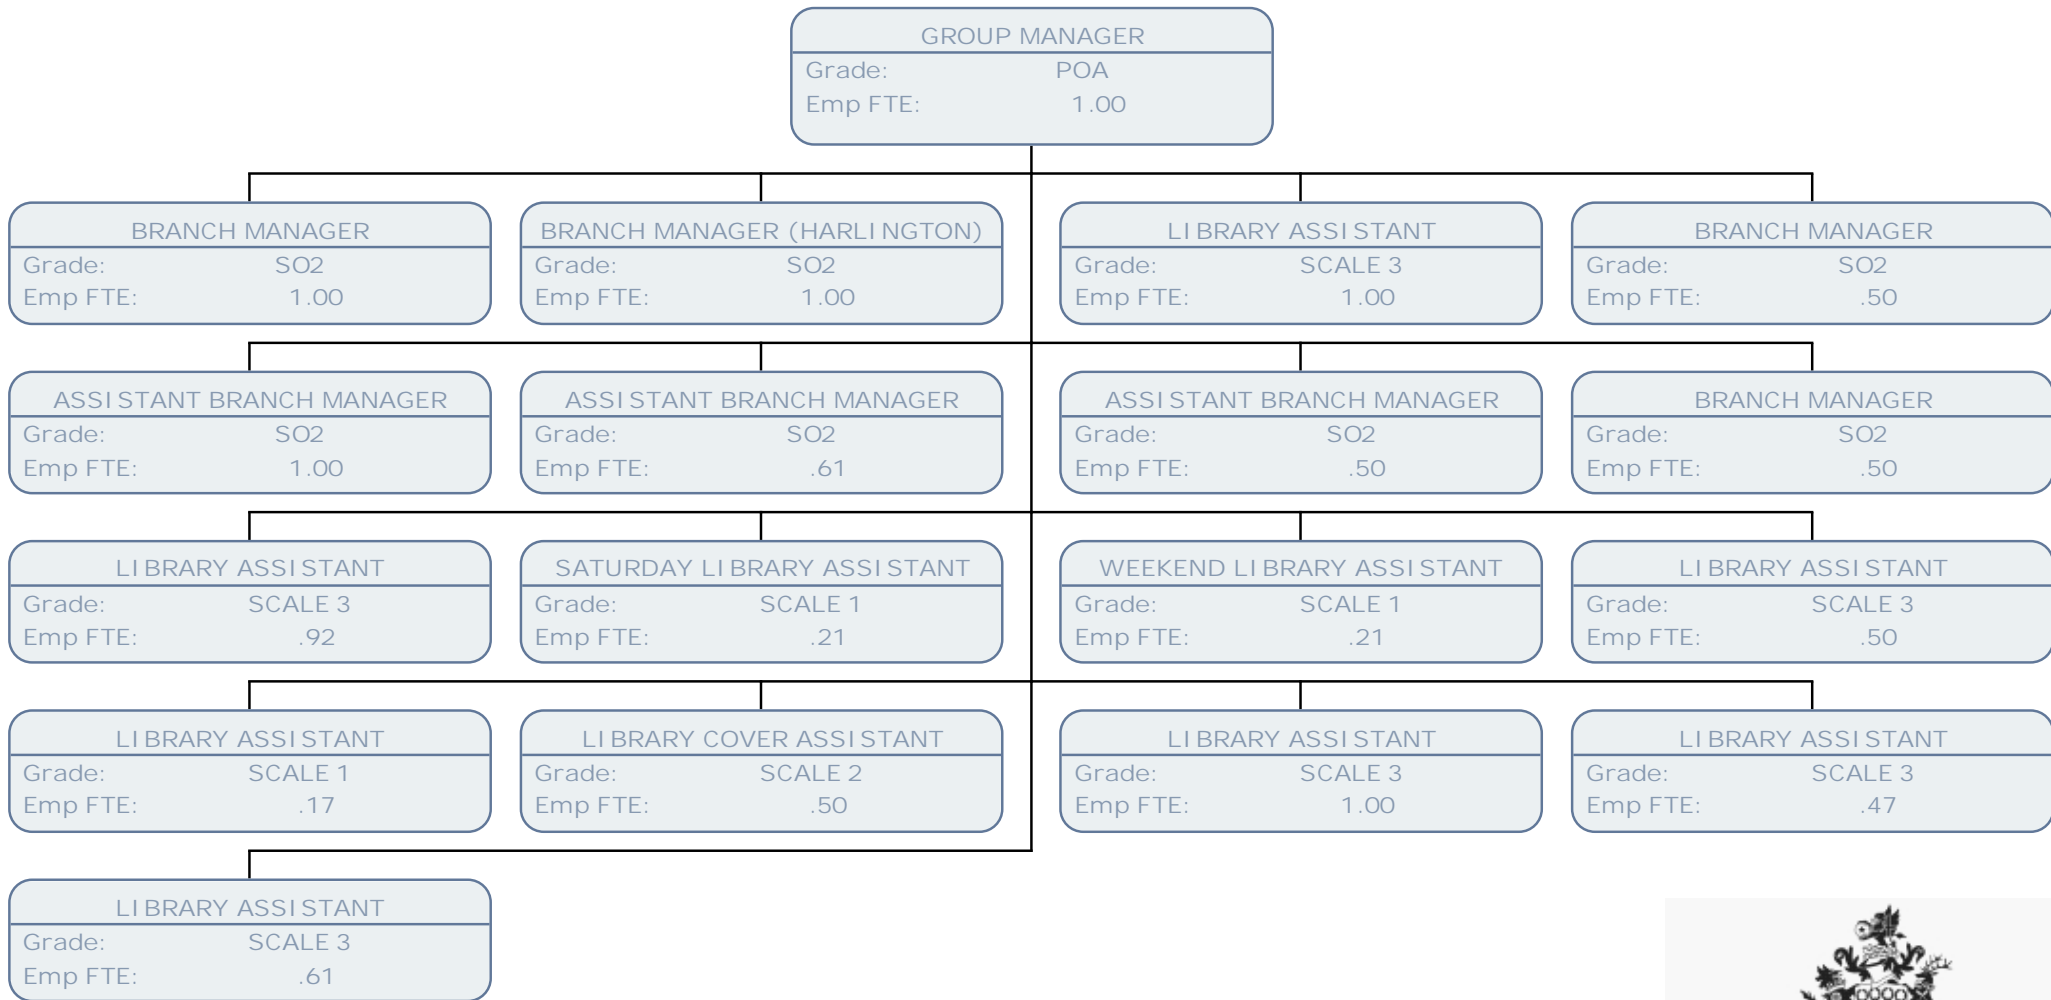 GROUP MANAGER
Grade: POA
Emp FTE: 1.00
BRANCH MANAGER
Grade: SO2
Emp FTE: 1.00
BRANCH MANAGER (HARLINGTON)
Grade: SO2
Emp FTE: 1.00
LIBRARY ASSISTANT
Grade: SCALE 3
Emp FTE: 1.00
BRANCH MANAGER
Grade: SO2
Emp FTE: .50
ASSISTANT BRANCH MANAGER
Grade: SO2
Emp FTE: 1.00
ASSISTANT BRANCH MANAGER
Grade: SO2
Emp FTE: .61
ASSISTANT BRANCH MANAGER
Grade: SO2
Emp FTE: .50
BRANCH MANAGER
Grade: SO2
Emp FTE: .50
LIBRARY ASSISTANT
Grade: SCALE 3
Emp FTE: .92
SATURDAY LIBRARY ASSISTANT
Grade: SCALE 1
Emp FTE: .21
WEEKEND LIBRARY ASSISTANT
Grade: SCALE 1
Emp FTE: .21
LIBRARY ASSISTANT
Grade: SCALE 3
Emp FTE: .50
LIBRARY ASSISTANT
Grade: SCALE 1
Emp FTE: .17
LIBRARY COVER ASSISTANT
Grade: SCALE 2
Emp FTE: .50
LIBRARY ASSISTANT
Grade: SCALE 3
Emp FTE: 1.00
LIBRARY ASSISTANT
Grade: SCALE 3
Emp FTE: .47
LIBRARY ASSISTANT
Grade: SCALE 3
Emp FTE: .61